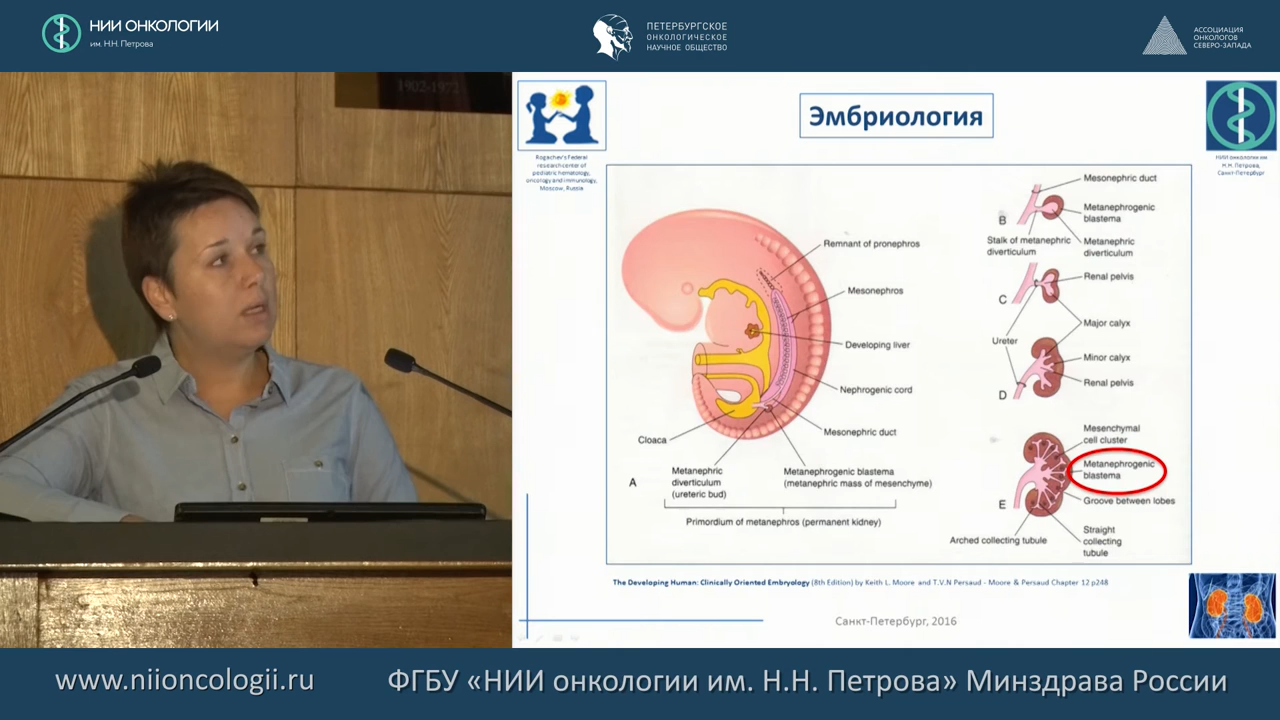 НИИ ОНКОЛОГИИ
им. Н.Н. Петрова
ПЕТЕРБУРГСКОЕ
ОНКОЛОГИЧЕСКОЕ
НАУЧНОЕ ОБЩЕСТВО
АССОЦИАЦИЯ
ОНКОЛОГОВ
СЕВЕРО-ЗАПАДА
1902-1972
Rogachev's Federal
research center of
pediatric hematology,
oncology and immunology,
Moscow, Russia
Эмбриология
НИИ онкологии им
Н.Н. Петрова,
Санкт-Петербург
Remnant of pronephros
Mesonephros
Developing liver
Nephrogenic cord
Mesonephric duct
Cloaca
Metanephric
diverticulum
(ureteric bud)
Metanephrogenic blastema
(metanephric mass of mesenchyme)
A
Primordium of metanephros (permanent kidney)
Mesonephric duct
B
Metanephrogenic
blastema
Stalk of metanephric
diverticulum
Metanephric
diverticulum
Renal pelvis
C
Major calyx
Ureter
Minor calyx
Renal pelvis
D
Mesenchymal
cell cluster
Metanephrogenic
blastema
Groove between lobes
E
Arched collecting tubule
Straight
collecting
tubule
The Developing Human: Clinically Oriented Embryology (8th Edition) by Keith L. Moore and T.V.N Persaud - Moore & Persaud Chapter 12 p248
Санкт-Петербург, 2016
www.niioncologii.ru
ФГБУ «НИИ онкологии им. Н.Н. Петрова» Минздрава России